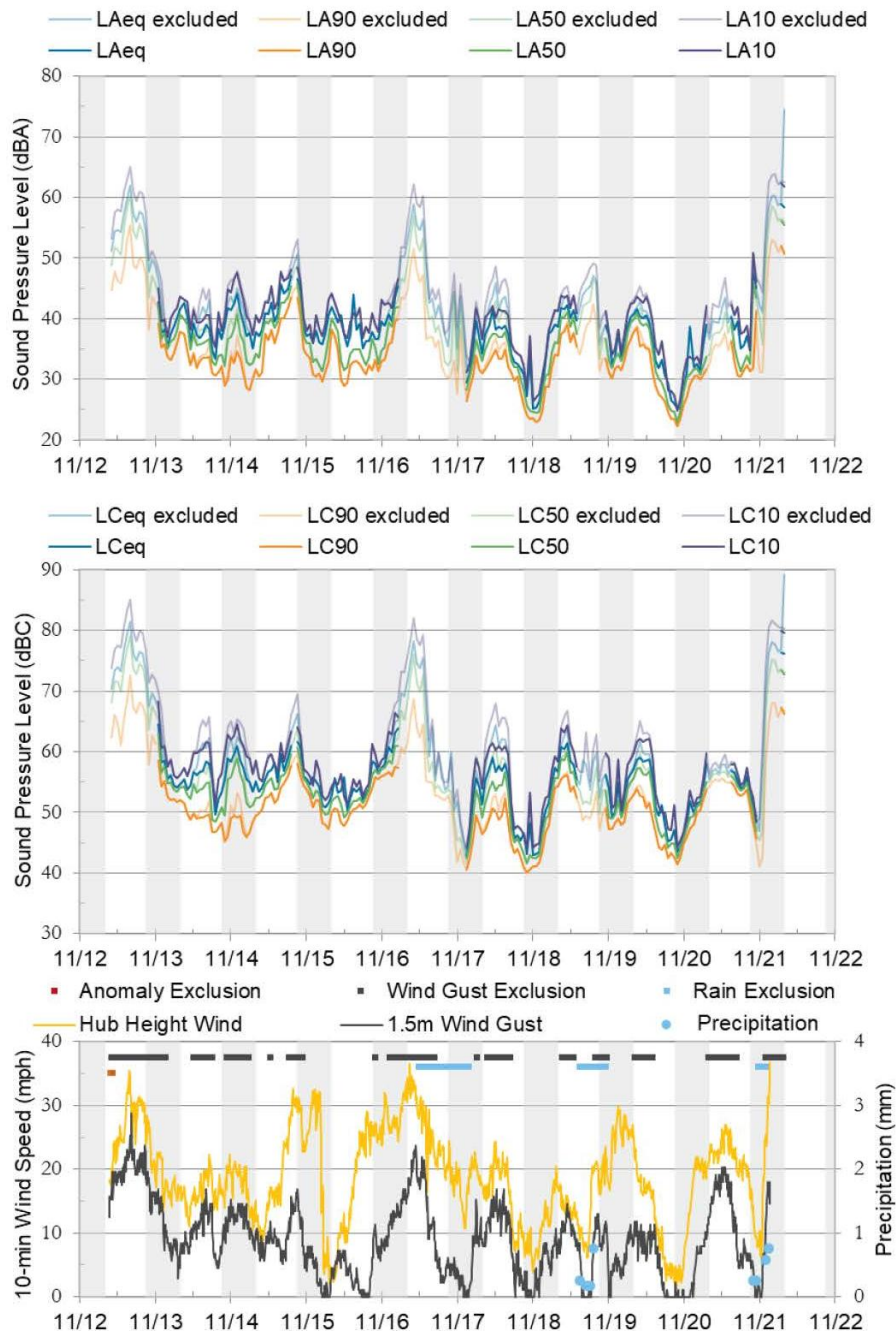 LAeq excluded LA90 excluded LA50 excluded LA10 excluded
LAeq LA90 LA50 LA10
Sound Pressure Level (dBA)
80
70
60
50
40
30
20
11/12 11/13 11/14 11/15 11/16 11/17 11/18 11/19 11/20 11/21 11/22
LCeq excluded LC90 excluded LC50 excluded LC10 excluded
LCeq LC90 LC50 LC10
Sound Pressure Level (dBC)
90
80
70
60
50
40
30
11/12 11/13 11/14 11/15 11/16 11/17 11/18 11/19 11/20 11/21 11/22
Anomaly Exclusion Wind Gust Exclusion Rain Exclusion
Hub Height Wind 1.5m Wind Gust Precipitation
10-min Wind Speed (mph)
40
30
20
10
0
4
3
2
1
0
Precipitation (mm)
11/12 11/13 11/14 11/15 11/16 11/17 11/18 11/19 11/20 11/21 11/22